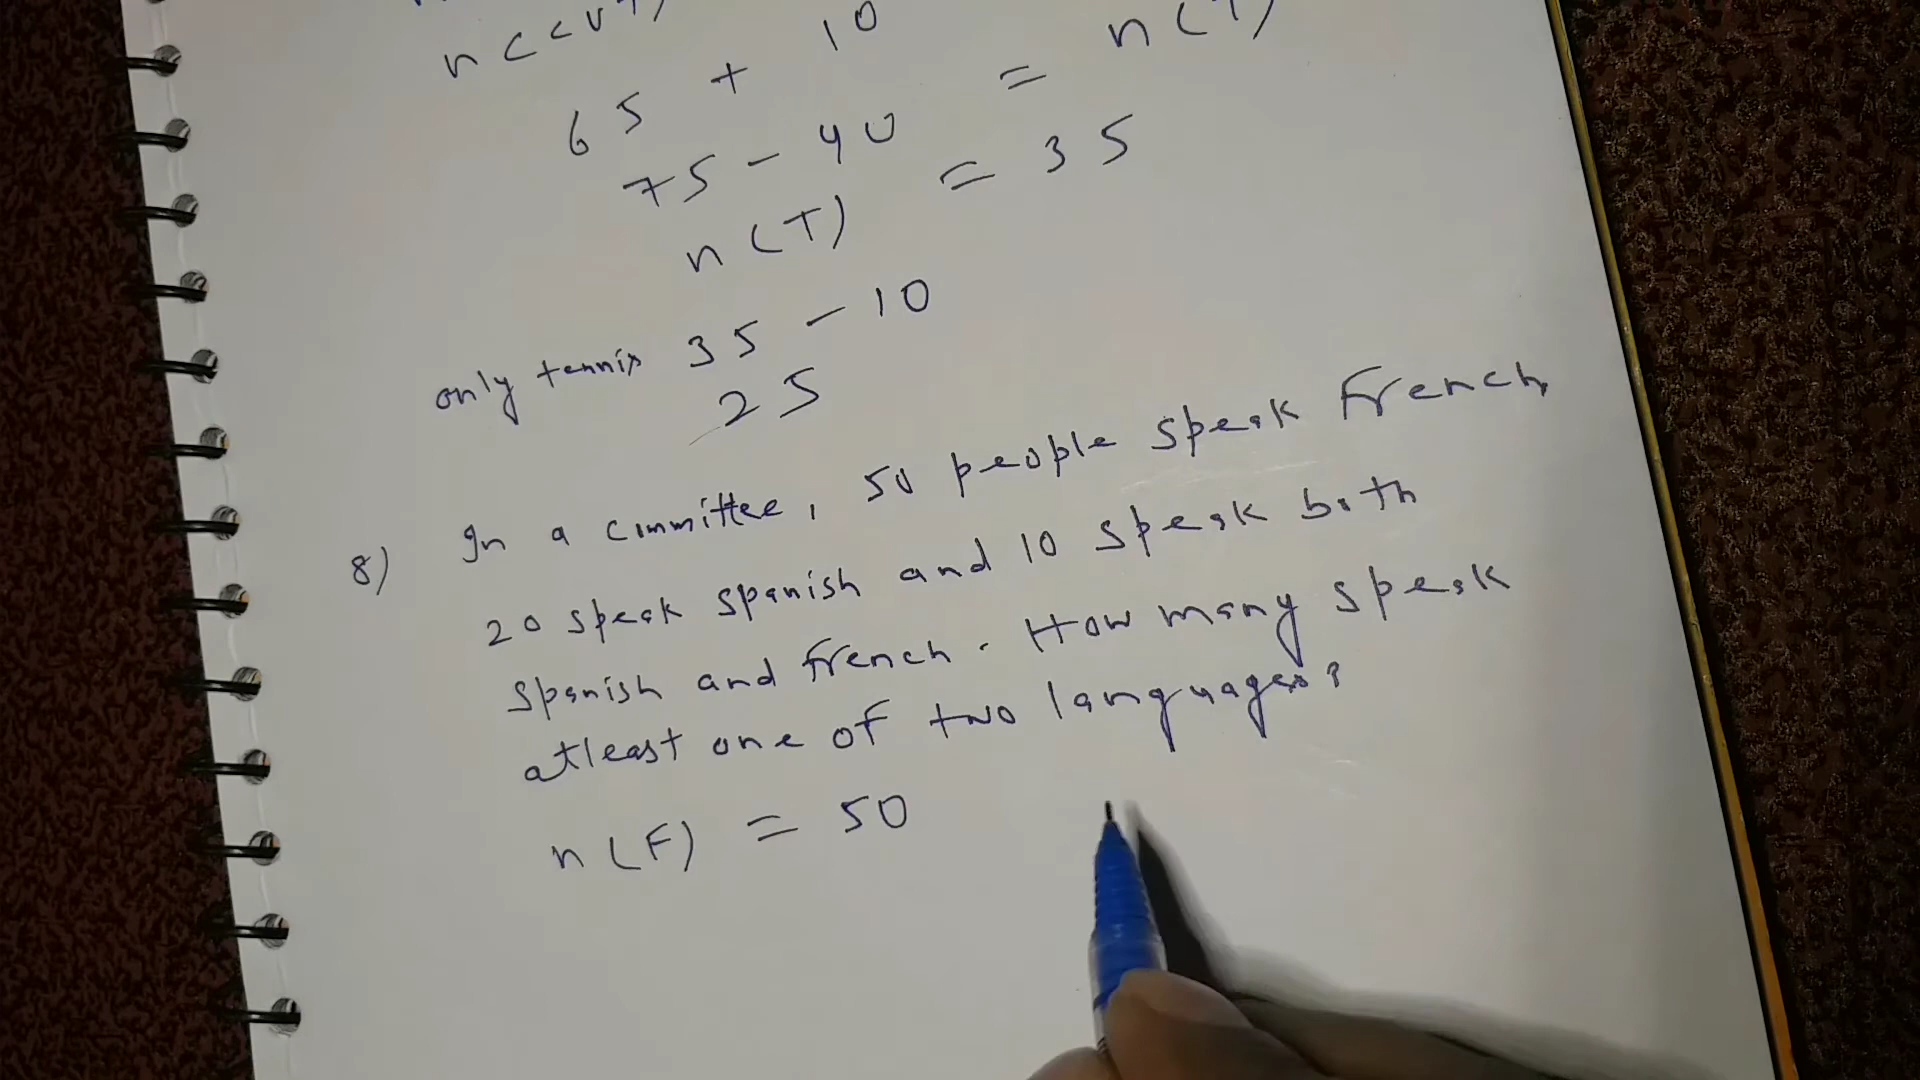 65 + 10 = n(T)
75 - 40 = 35
n(T)
only tennis 35 - 10
25
8) In a committee, 50 people speak French,
20 speak spanish and 10 speak both
spanish and french. How many speak
atleast one of two languages?
n(F) = 50